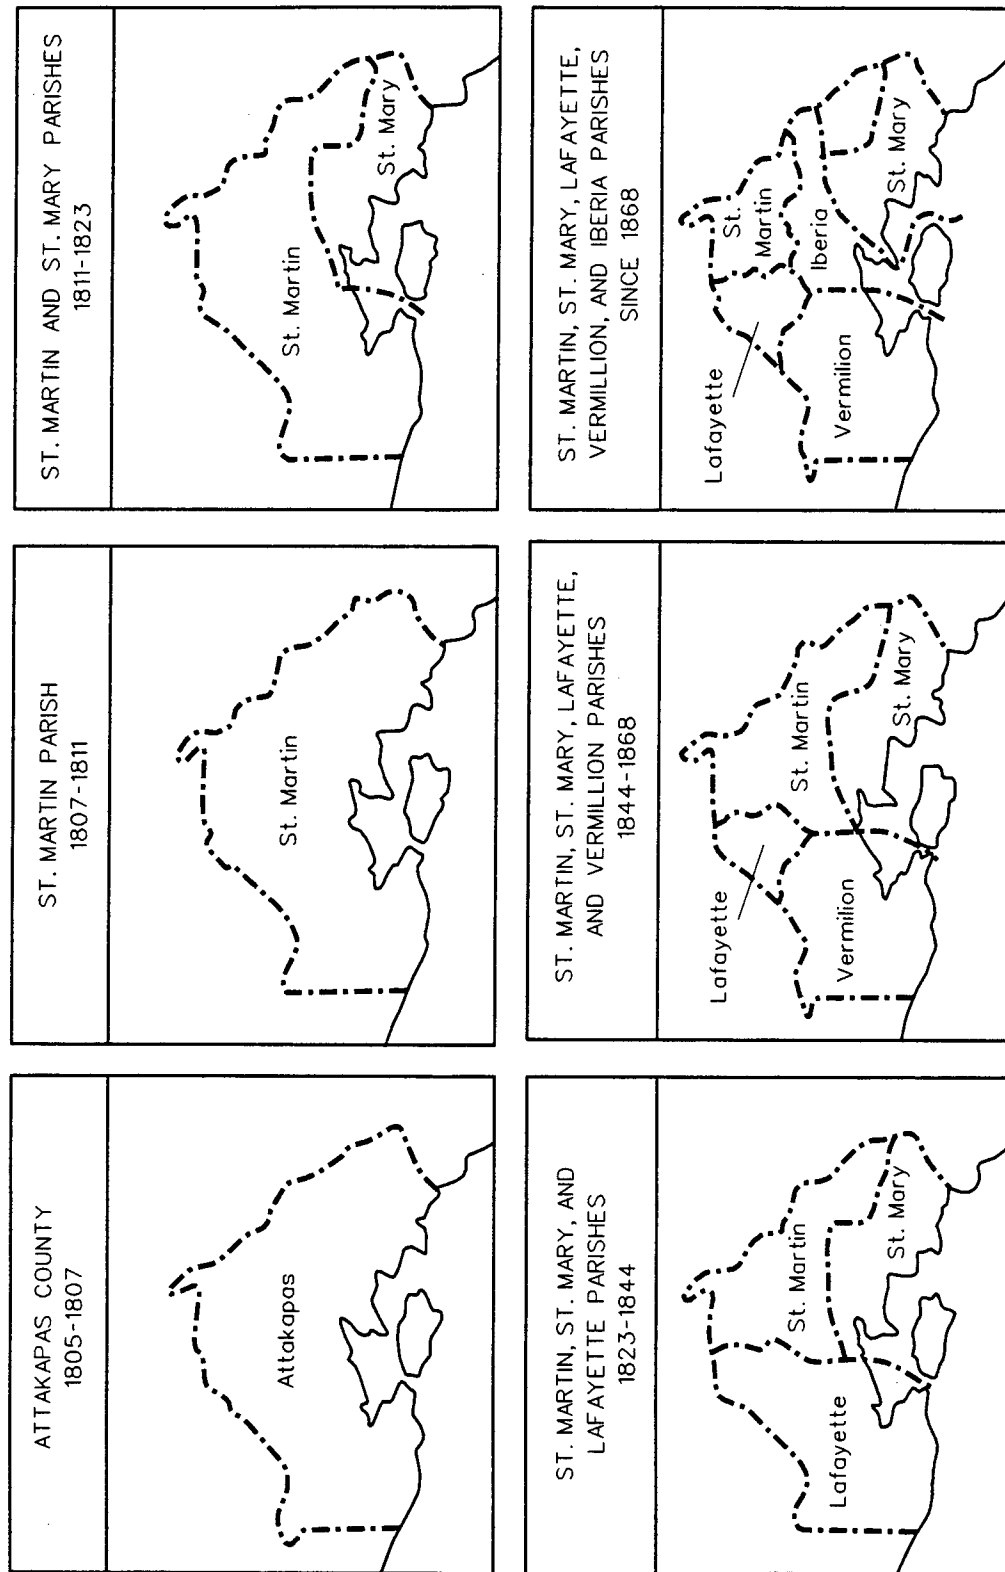 ATTAKAPAS COUNTY
1805-1807
Attakapas
ST. MARTIN PARISH
1807-1811
St. Martin
ST. MARTIN AND ST. MARY PARISHES
1811-1823
St. Martin
St. Mary
ST. MARTIN, ST. MARY, AND
LAFAYETTE PARISHES
1823-1844
St. Martin
St. Mary
Lafayette
ST. MARTIN, ST. MARY, LAFAYETTE,
AND VERMILLION PARISHES
1844-1868
Lafayette
St. Martin
St. Mary
Vermilion
ST. MARTIN, ST. MARY, LAFAYETTE,
VERMILLION, AND IBERIA PARISHES
SINCE 1868
Lafayette
St.
Martin
Iberia
St. Mary
Vermilion